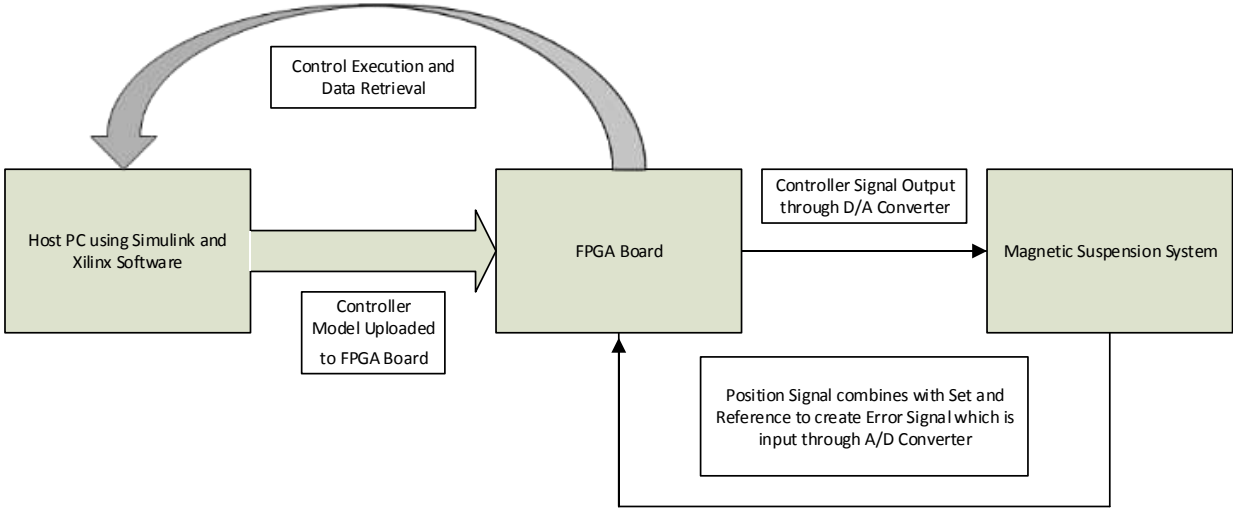 Control Execution and
Data Retrieval
Host PC using Simulink and
Xilinx Software
Controller
Model Uploaded
to FPGA Board
FPGA Board
Controller Signal Output
through D/A Converter
Magnetic Suspension System
Position Signal combines with Set and
Reference to create Error Signal which is
input through A/D Converter